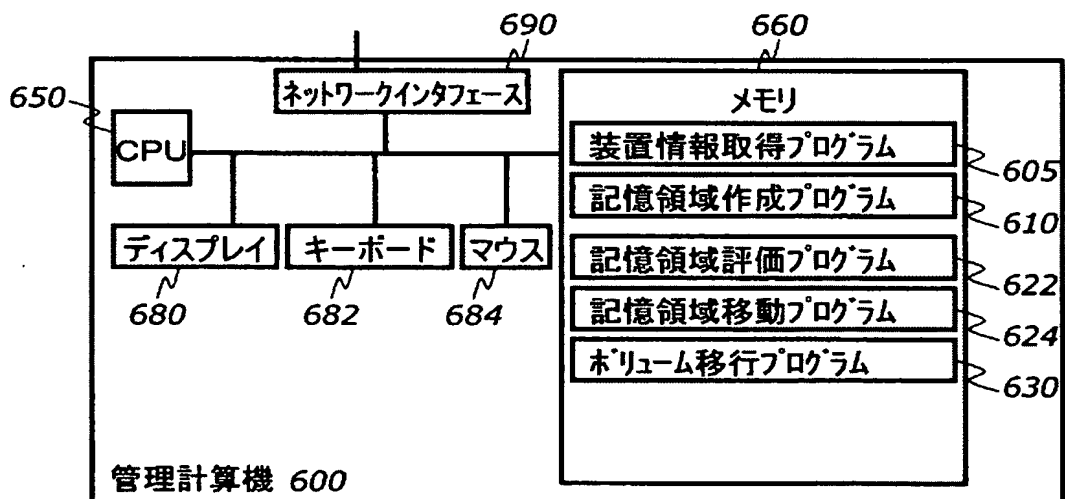 690
660
650
ネットワークインタフェース
メモリ
CPU
装置情報取得プログラム
605
記憶領域作成プログラム
610
ディスプレイ
キーボード
マウス
記憶領域評価プログラム
622
680
682
684
記憶領域移動プログラム
624
ボリューム移行プログラム
630
管理計算機 600